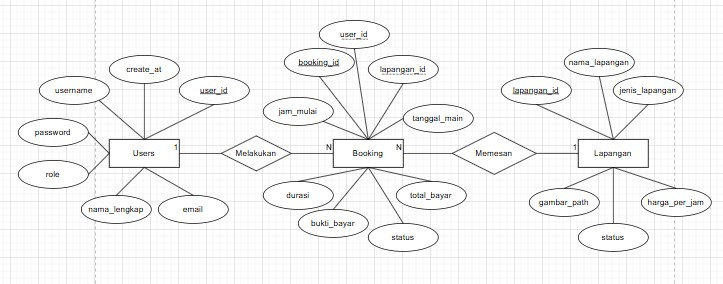 user_id
create_at
booking_id
lapangan_id
nama_lapangan
username
user_id
lapangan_id
jenis_lapangan
jam_mulai
tanggal_main
password
Users
1
Melakukan
N
Booking
N
Memesan
1
Lapangan
role
durasi
total_bayar
nama_lengkap
email
gambar_path
harga_per_jam
bukti_bayar
status
status